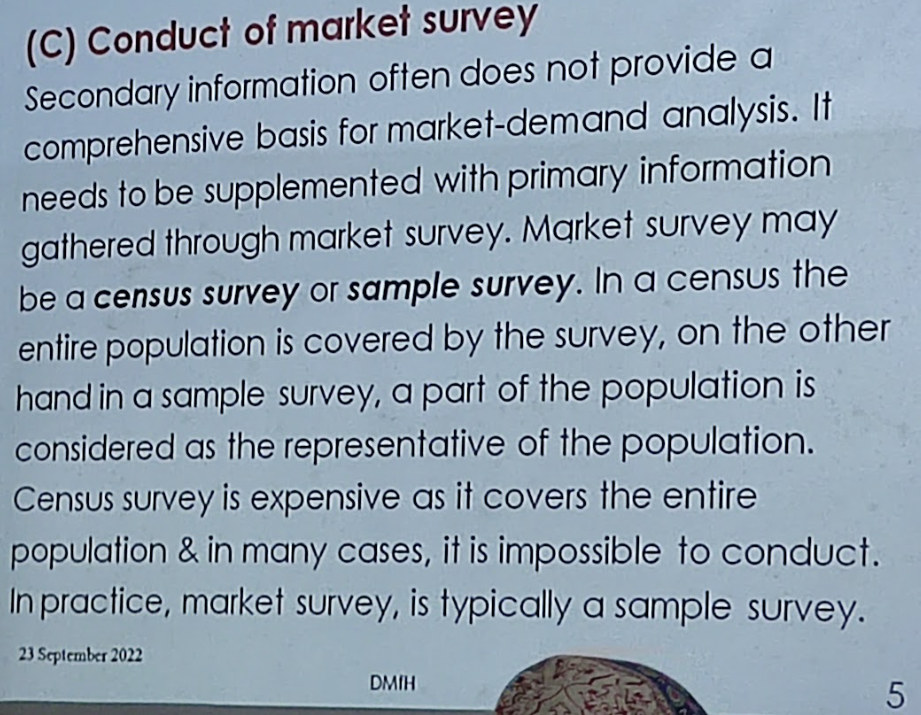 (C) Conduct of market survey
Secondary information often does not provide a
comprehensive basis for market-demand analysis. It
needs to be supplemented with primary information
gathered through market survey. Market survey may
be a census survey or sample survey. In a census the
entire population is covered by the survey, on the other
hand in a sample survey, a part of the population is
considered as the representative of the population.
Census survey is expensive as it covers the entire
population & in many cases, it is impossible to conduct.
In practice, market survey, is typically a sample survey.
23 September 2022
DMIH
5